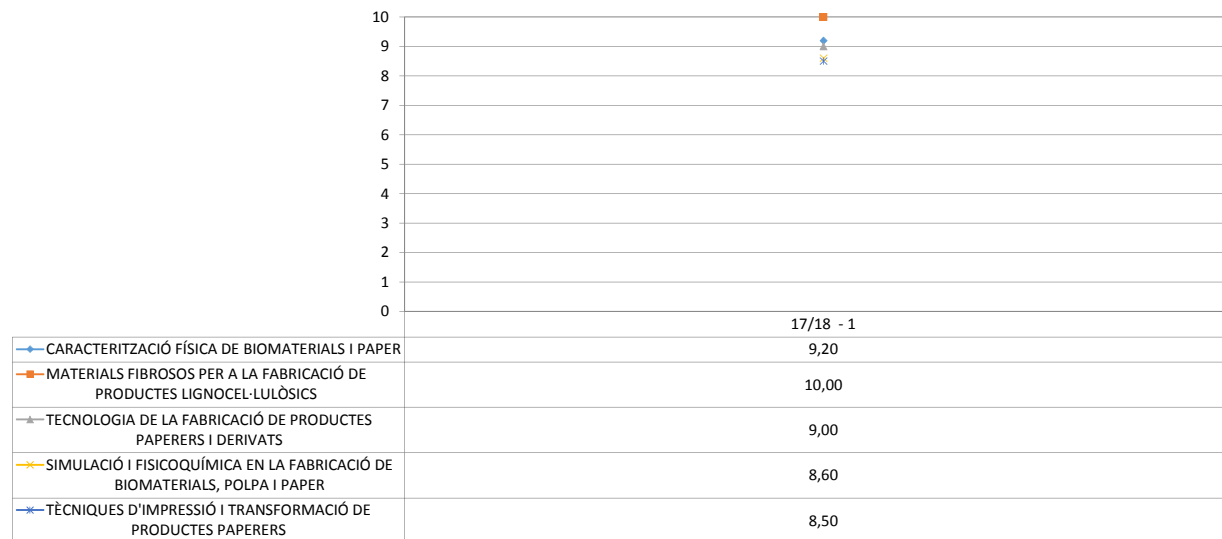 10
9
8
7
6
5
4
3
2
1
0
17/18 - 1
CARACTERITZACIÓ FÍSICA DE BIOMATERIALS I PAPER 9,20
MATERIALS FIBROSOS PER A LA FABRICACIÓ DE
PRODUCTES LIGNOCEL·LULÒSICS
10,00
TECNOLOGIA DE LA FABRICACIÓ DE PRODUCTES
PAPERERS I DERIVATS
9,00
SIMULACIÓ I FISICOQUÍMICA EN LA FABRICACIÓ DE
BIOMATERIALS, POLPA I PAPER
8,60
TÈCNIQUES D'IMPRESSIÓ I TRANSFORMACIÓ DE
PRODUCTES PAPERERS
8,50